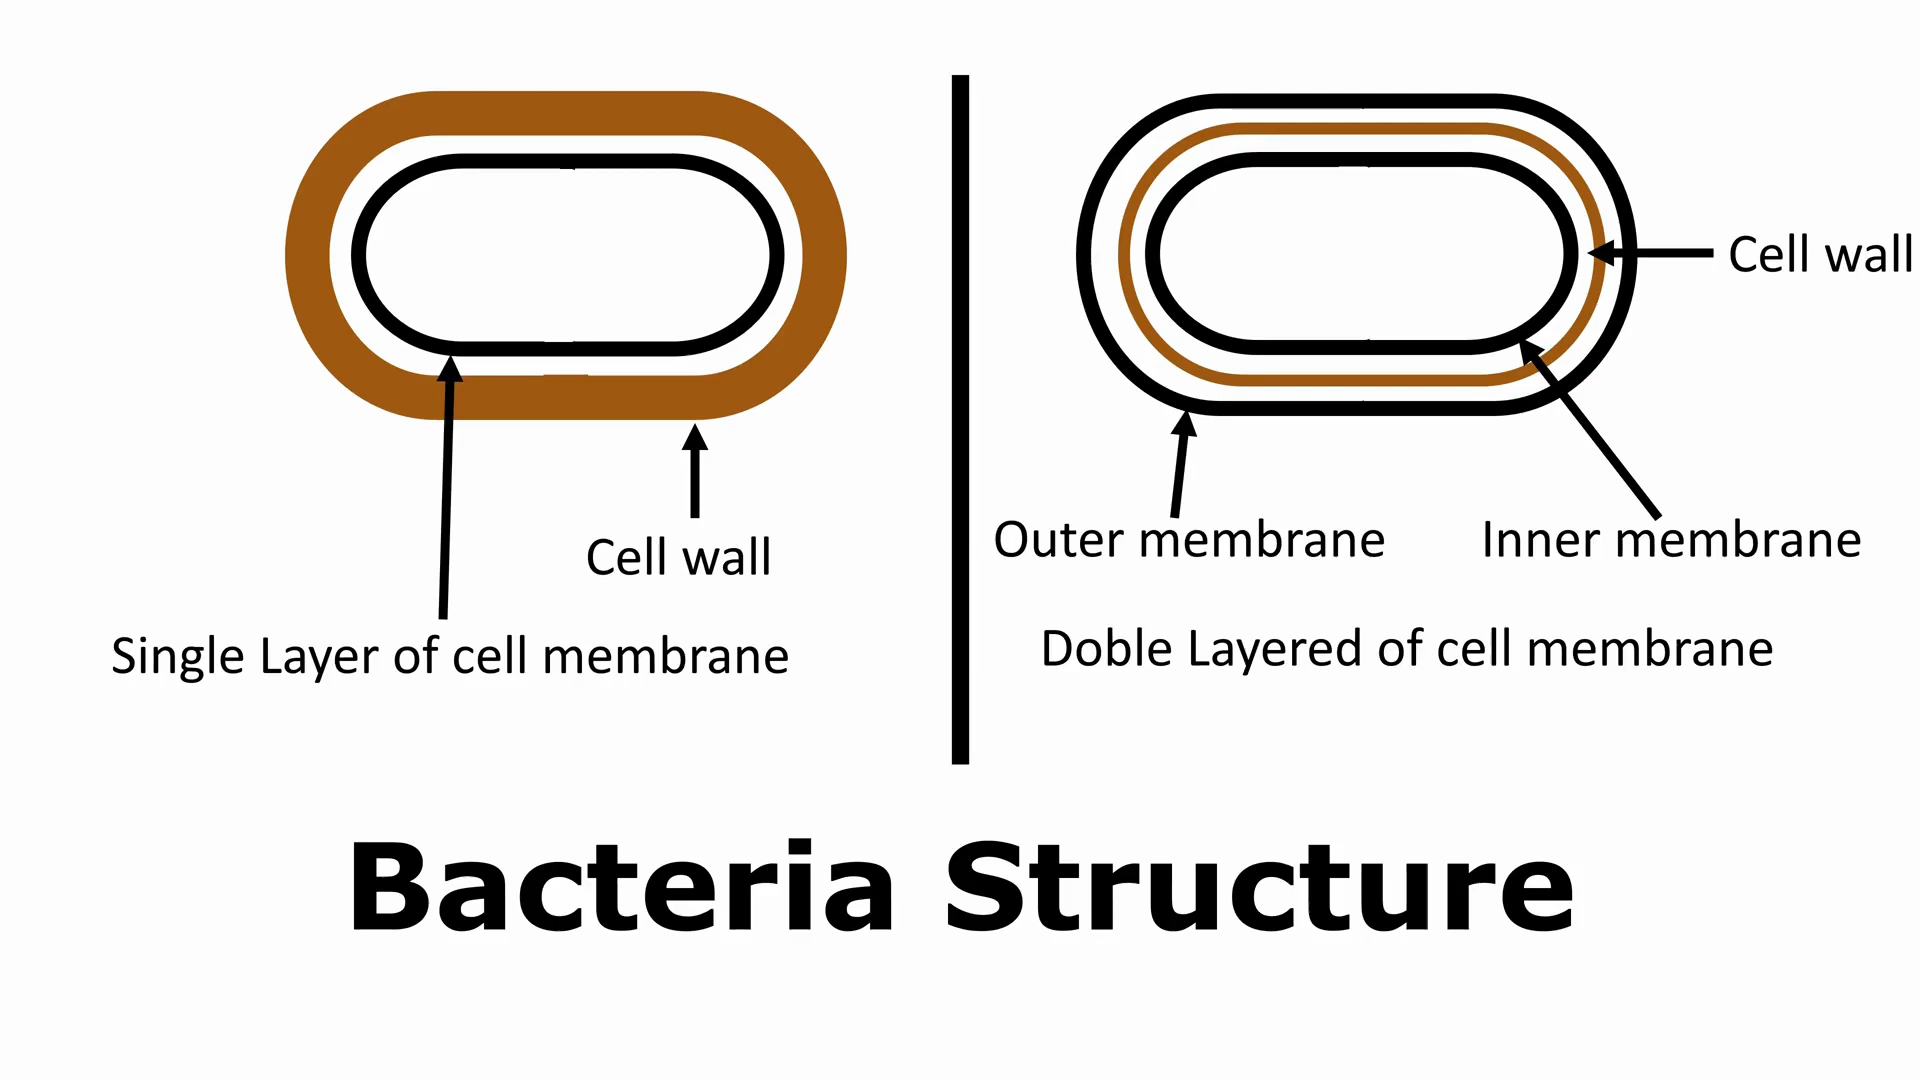 Cell wall
Single Layer of cell membrane
Cell wall
Outer membrane
Inner membrane
Doble Layered of cell membrane
Bacteria Structure